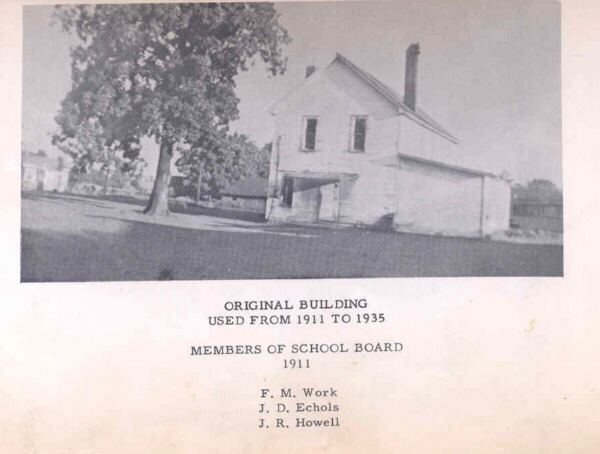 ORIGINAL BUILDING
USED FROM 1911 TO 1935
MEMBERS OF SCHOOL BOARD
1911
F. M. Work
J. D. Echols
J. R. Howell